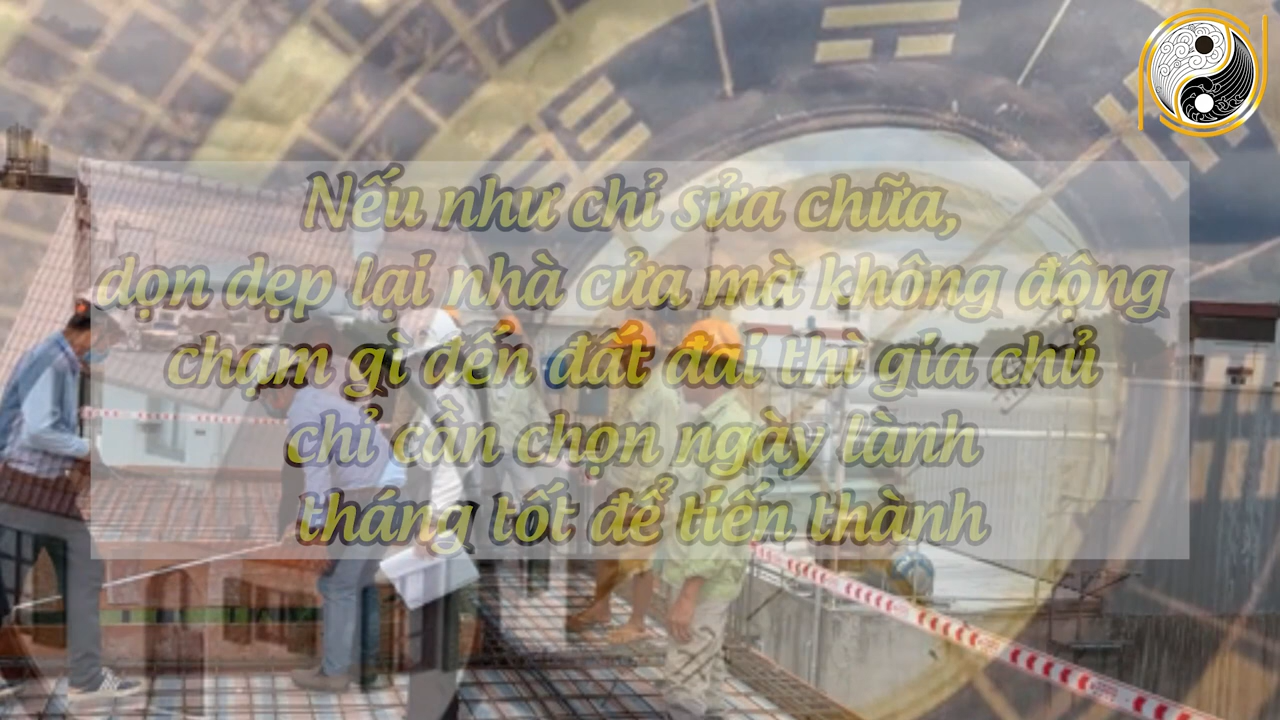 Nếu như chỉ sửa chữa,
dọn dẹp lại nhà cửa mà không động
chạm gì đến đất đai thì gia chủ
chỉ cần chọn ngày lành
tháng tốt để tiến thành